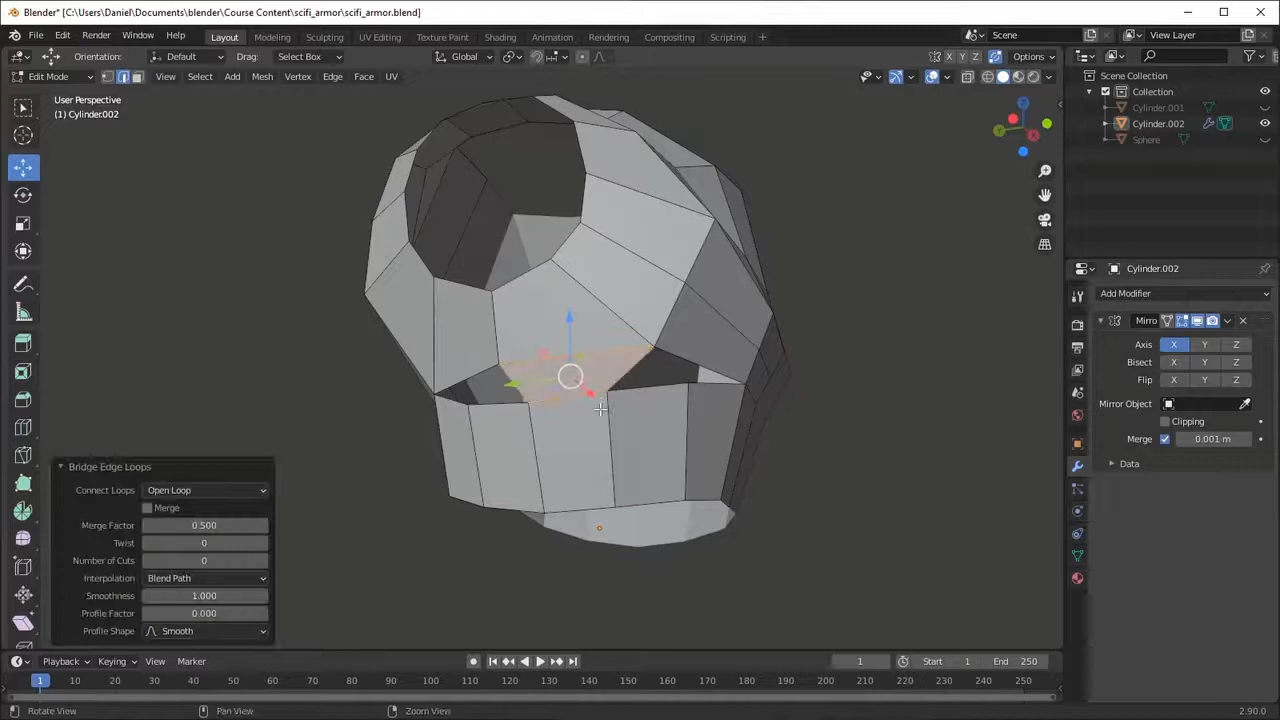 Blender* [C:\Users\Daniel\Documents\blender\Course Content\scifi_armor\scifi_armor.blend]
File Edit Render Window Help Layout Modeling Sculpting UV Editing Texture Paint Shading Animation Rendering Compositing Scripting + Scene View Layer
Orientation: Default Drag: Select Box Global X Y Z Options
Edit Mode View Select Add Mesh Vertex Edge Face UV
User Perspective
(1) Cylinder.002
Scene Collection
Collection
Cylinder.001
Cylinder.002
Sphere
Cylinder.002
Add Modifier
Mirro
Axis X Y Z
Bisect X Y Z
Flip X Y Z
Mirror Object
Clipping
Merge 0.001 m
Data
Bridge Edge Loops
Connect Loops Open Loop
Merge
Merge Factor 0.500
Twist 0
Number of Cuts 0
Interpolation Blend Path
Smoothness 1.000
Profile Factor 0.000
Profile Shape Smooth
Playback Keying View Marker 1 Start 1 End 250
1 10 20 30 40 50 60 70 80 90 100 110 120 130 140 150 160 170 180 190 200 210 220 230 240 250
Rotate View Pan View Zoom View 2.90.0